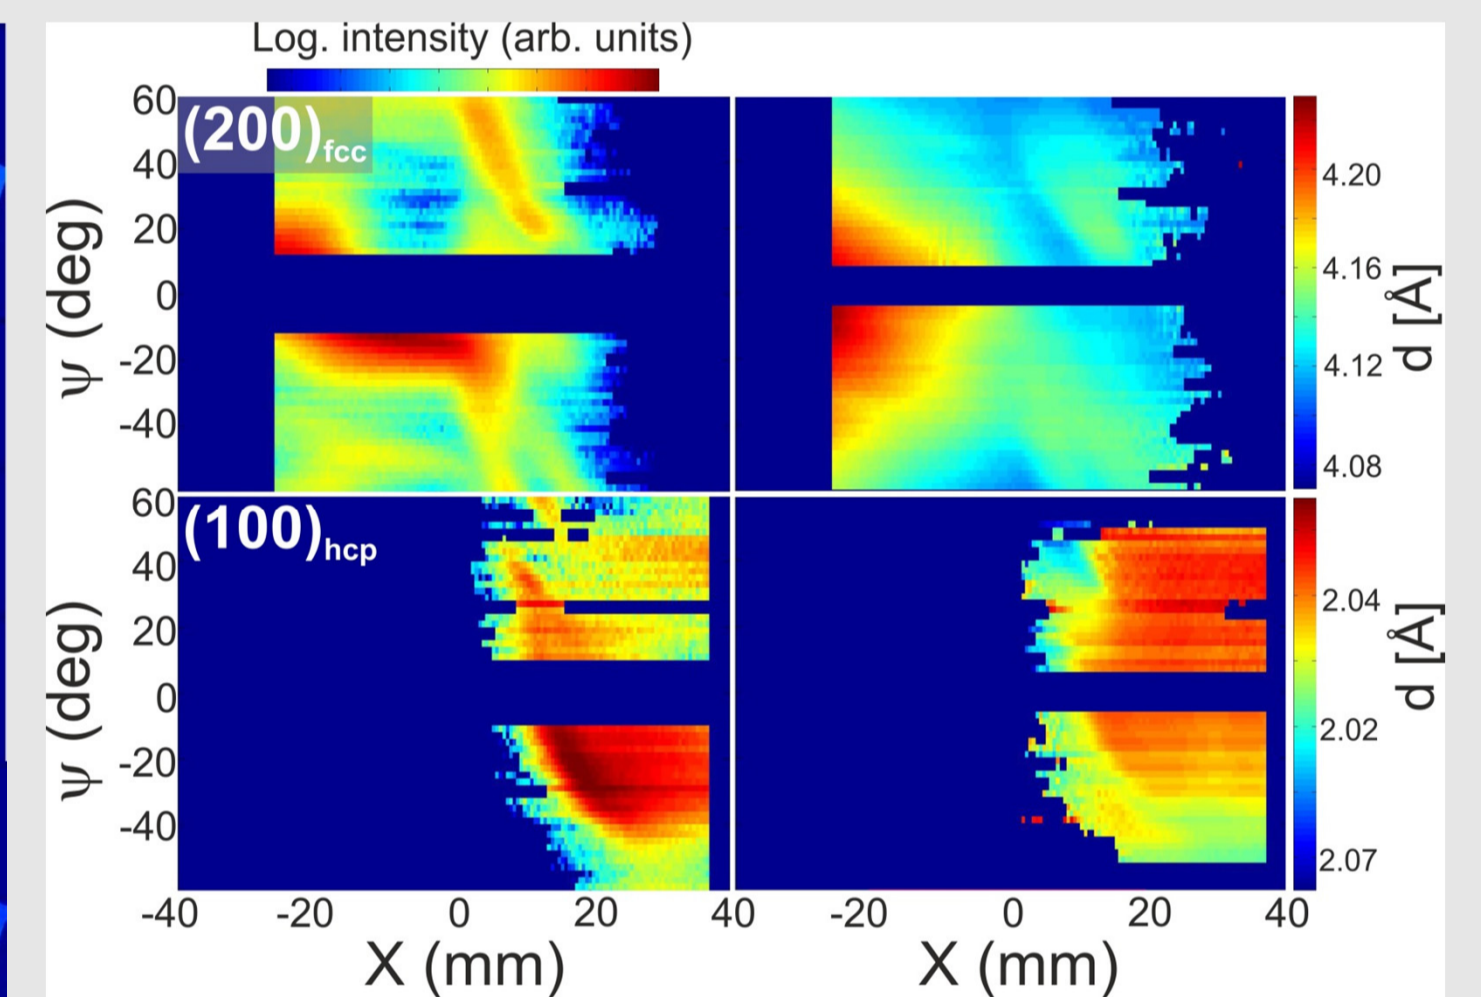 Log. intensity (arb. units)
60
(200)fcc
40
20
0
-20
-40
ψ (deg)
4.20
4.16
4.12
4.08
d [Å]
60
(100)hcp
40
20
0
-20
-40
ψ (deg)
2.04
2.02
2.07
d [Å]
-40 -20 0 20 40 -20 0 20 40
X (mm) X (mm)